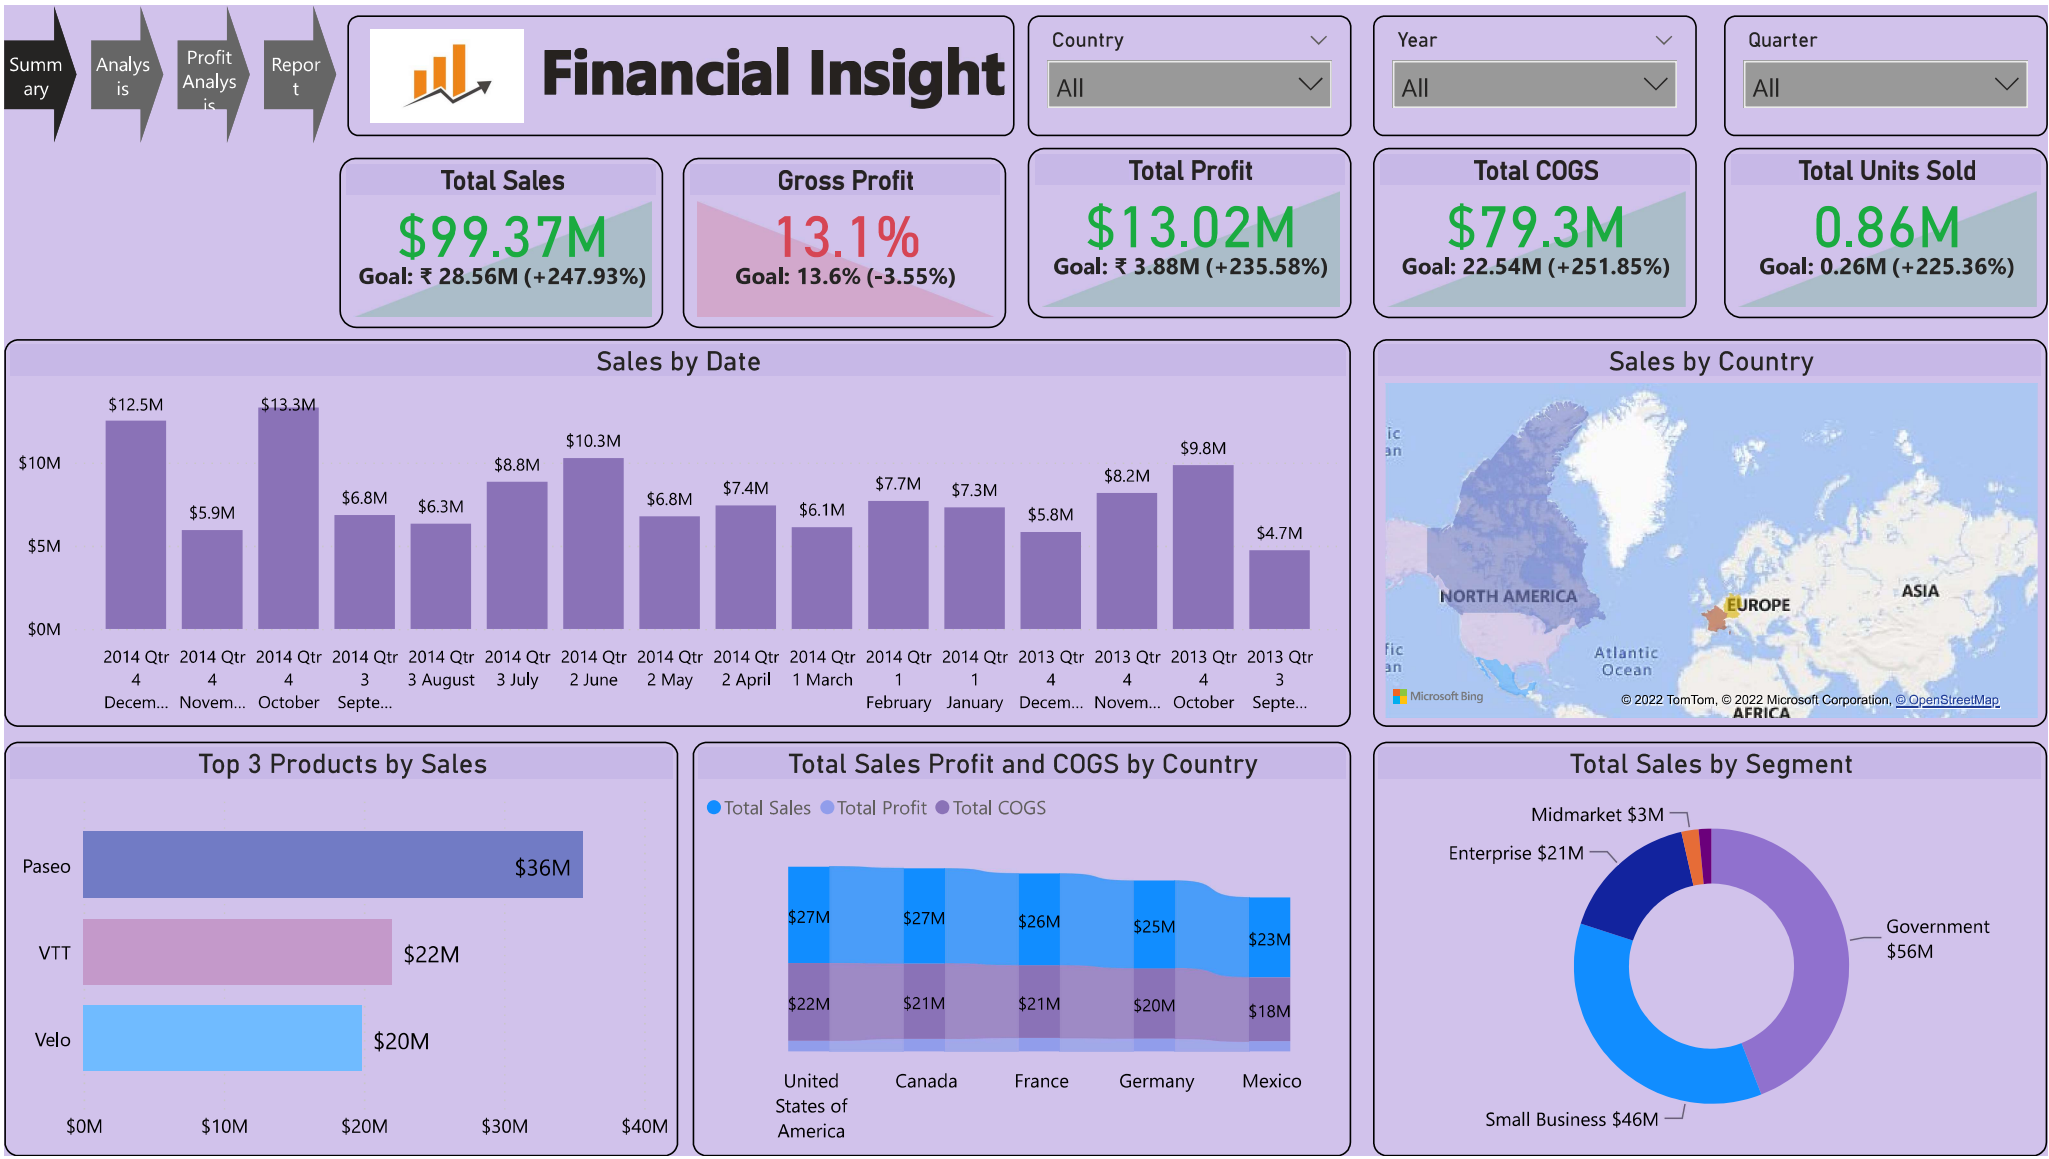 Summ
ary
Analys
is
Profit
Analys
is
Repor
t
Financial Insight
Country
All
Year
All
Quarter
All
Total Sales
$99.37M
Goal: ₹ 28.56M (+247.93%)
Gross Profit
13.1%
Goal: 13.6% (-3.55%)
Total Profit
$13.02M
Goal: ₹ 3.88M (+235.58%)
Total COGS
$79.3M
Goal: 22.54M (+251.85%)
Total Units Sold
0.86M
Goal: 0.26M (+225.36%)
Sales by Date
$10M
$5M
$0M
$12.5M
$5.9M
$13.3M
$6.8M
$6.3M
$8.8M
$10.3M
$6.8M
$7.4M
$6.1M
$7.7M
$7.3M
$5.8M
$8.2M
$9.8M
$4.7M
2014 Qtr
4
Decem...
2014 Qtr
4
Novem...
2014 Qtr
4
October
2014 Qtr
3
Septe...
2014 Qtr
3 August
2014 Qtr
3 July
2014 Qtr
2 June
2014 Qtr
2 May
2014 Qtr
2 April
2014 Qtr
1 March
2014 Qtr
1
February
2014 Qtr
1
January
2013 Qtr
4
Decem...
2013 Qtr
4
Novem...
2013 Qtr
4
October
2013 Qtr
3
Septe...
Sales by Country
ic
an
NORTH AMERICA
EUROPE
ASIA
fic
an
Atlantic
Ocean
Microsoft Bing
© 2022 TomTom, © 2022 Microsoft Corporation, © OpenStreetMap
AFRICA
Top 3 Products by Sales
Paseo
$36M
VTT
$22M
Velo
$20M
$0M
$10M
$20M
$30M
$40M
Total Sales Profit and COGS by Country
Total Sales
Total Profit
Total COGS
$27M
$27M
$26M
$25M
$23M
$22M
$21M
$21M
$20M
$18M
United
States of
America
Canada
France
Germany
Mexico
Total Sales by Segment
Midmarket $3M
Enterprise $21M
Government
$56M
Small Business $46M